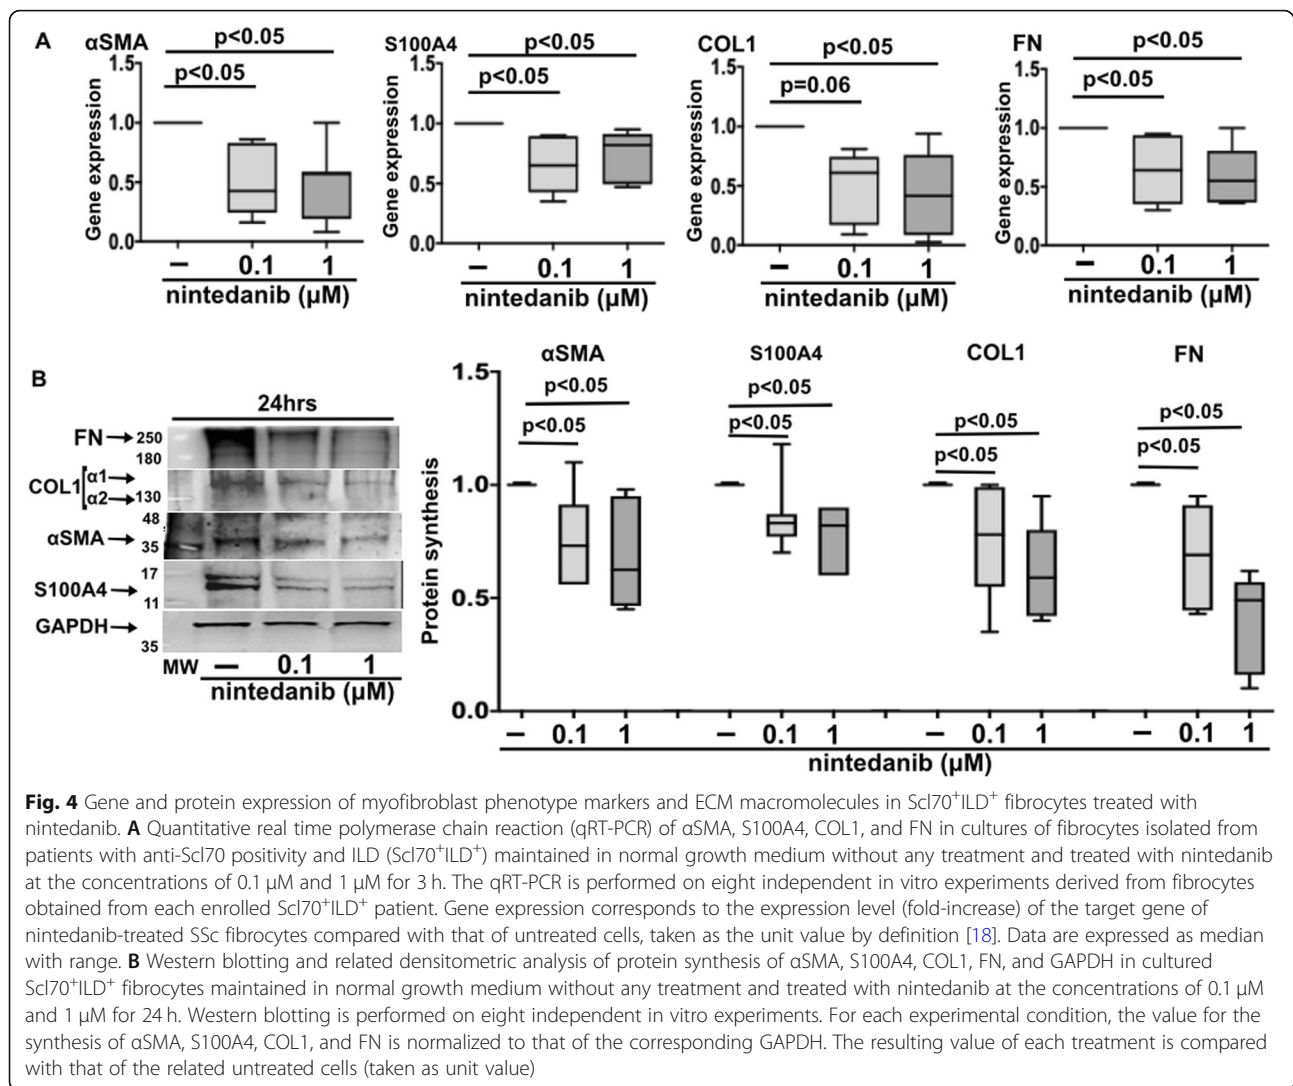 A
αSMA
S100A4
COL1
FN
p<0.05
p<0.05
Gene expression
1.5
1.0
0.5
0.0
– 0.1 1
nintedanib (µM)
p<0.05
p<0.05
Gene expression
1.5
1.0
0.5
0.0
– 0.1 1
nintedanib (µM)
p<0.05
p=0.06
Gene expression
1.5
1.0
0.5
0.0
– 0.1 1
nintedanib (µM)
p<0.05
p<0.05
Gene expression
1.5
1.0
0.5
0.0
– 0.1 1
nintedanib (µM)
B
24hrs
FN 250
180
COL1 α1
α2 130
48
αSMA 35
17
S100A4
11
GAPDH
35
MW – 0.1 1
nintedanib (µM)
αSMA S100A4 COL1 FN
Protein synthesis
1.5
1.0
0.5
0.0
p<0.05
p<0.05
p<0.05
p<0.05
p<0.05
p<0.05
p<0.05
p<0.05
– 0.1 1 – 0.1 1 – 0.1 1 – 0.1 1
nintedanib (µM)
Fig. 4 Gene and protein expression of myofibroblast phenotype markers and ECM macromolecules in Scl70+ILD+ fibrocytes treated with
nintedanib. A Quantitative real time polymerase chain reaction (qRT-PCR) of αSMA, S100A4, COL1, and FN in cultures of fibrocytes isolated from
patients with anti-Scl70 positivity and ILD (Scl70+ILD+) maintained in normal growth medium without any treatment and treated with nintedanib
at the concentrations of 0.1 µM and 1 µM for 3 h. The qRT-PCR is performed on eight independent in vitro experiments derived from fibrocytes
obtained from each enrolled Scl70+ILD+ patient. Gene expression corresponds to the expression level (fold-increase) of the target gene of
nintedanib-treated SSc fibrocytes compared with that of untreated cells, taken as the unit value by definition [18]. Data are expressed as median
with range. B Western blotting and related densitometric analysis of protein synthesis of αSMA, S100A4, COL1, FN, and GAPDH in cultured
Scl70+ILD+ fibrocytes maintained in normal growth medium without any treatment and treated with nintedanib at the concentrations of 0.1 µM
and 1 µM for 24 h. Western blotting is performed on eight independent in vitro experiments. For each experimental condition, the value for the
synthesis of αSMA, S100A4, COL1, and FN is normalized to that of the corresponding GAPDH. The resulting value of each treatment is compared
with that of the related untreated cells (taken as unit value)